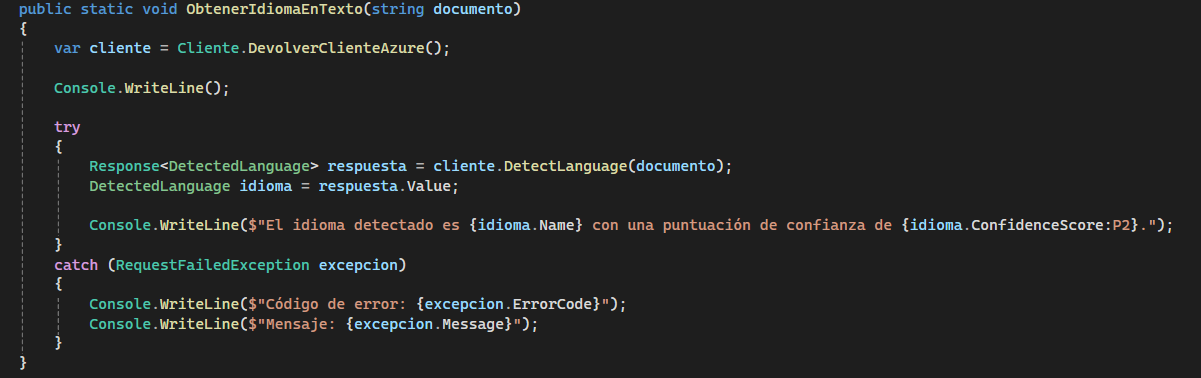 public static void ObtenerIdiomaEnTexto(string documento)
{
    var cliente = Cliente.DevolverClienteAzure();

    Console.WriteLine();

    try
    {
        Response<DetectedLanguage> respuesta = cliente.DetectLanguage(documento);
        DetectedLanguage idioma = respuesta.Value;

        Console.WriteLine($"El idioma detectado es {idioma.Name} con una puntuación de confianza de {idioma.ConfidenceScore:P2}.");
    }
    catch (RequestFailedException excepcion)
    {
        Console.WriteLine($"Código de error: {excepcion.ErrorCode}");
        Console.WriteLine($"Mensaje: {excepcion.Message}");
    }
}